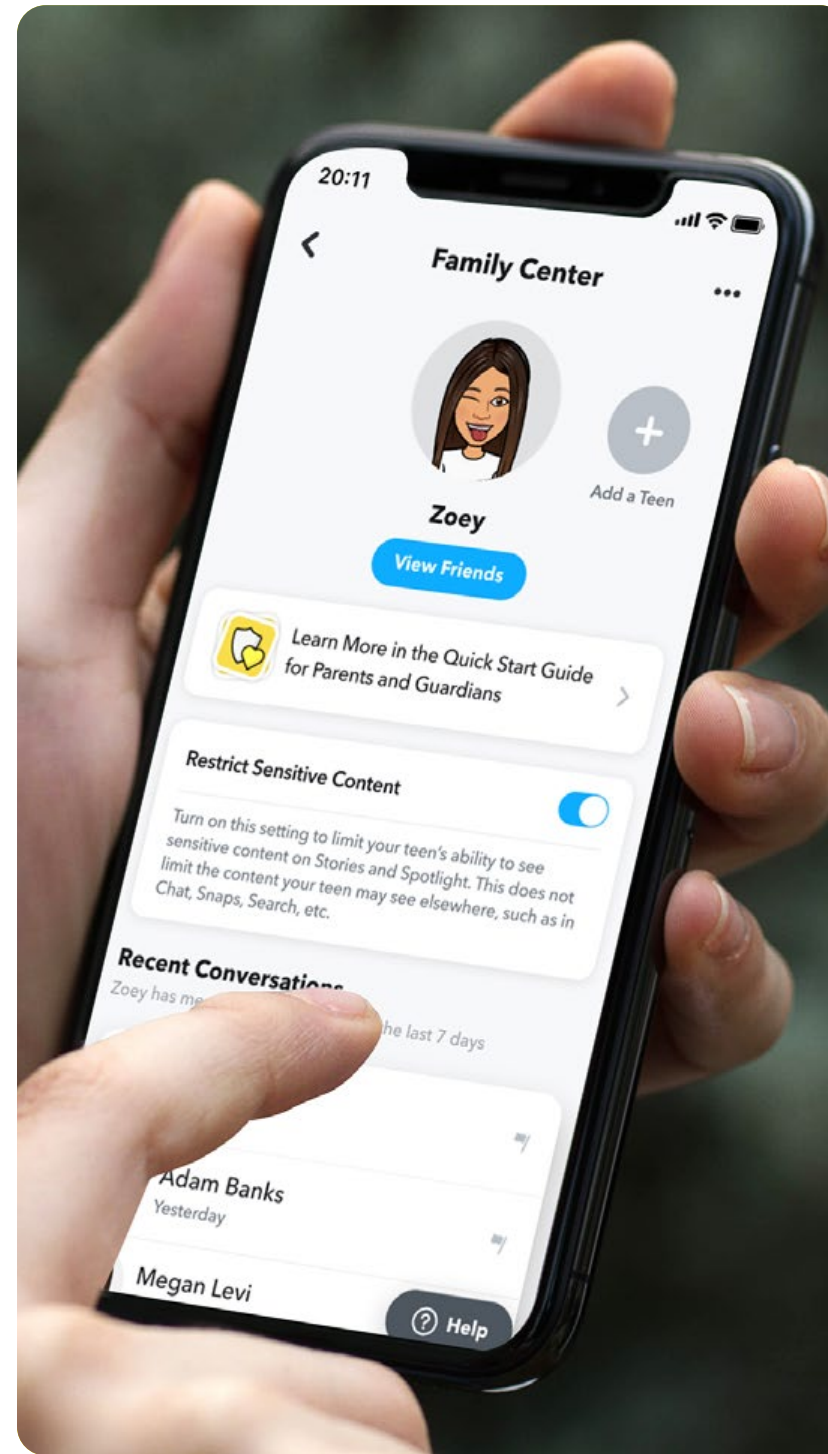 20:11
Family Center
Add a Teen
Zoey
View Friends
Learn More in the Quick Start Guide
for Parents and Guardians
Restrict Sensitive Content
Turn on this setting to limit your teen's ability to see
sensitive content on Stories and Spotlight. This does not
limit the content your teen may see elsewhere, such as in
Chat, Snaps, Search, etc.
Recent Conversations
Zoey has the last 7 days
Adam Banks
Yesterday
Megan Levi
Help